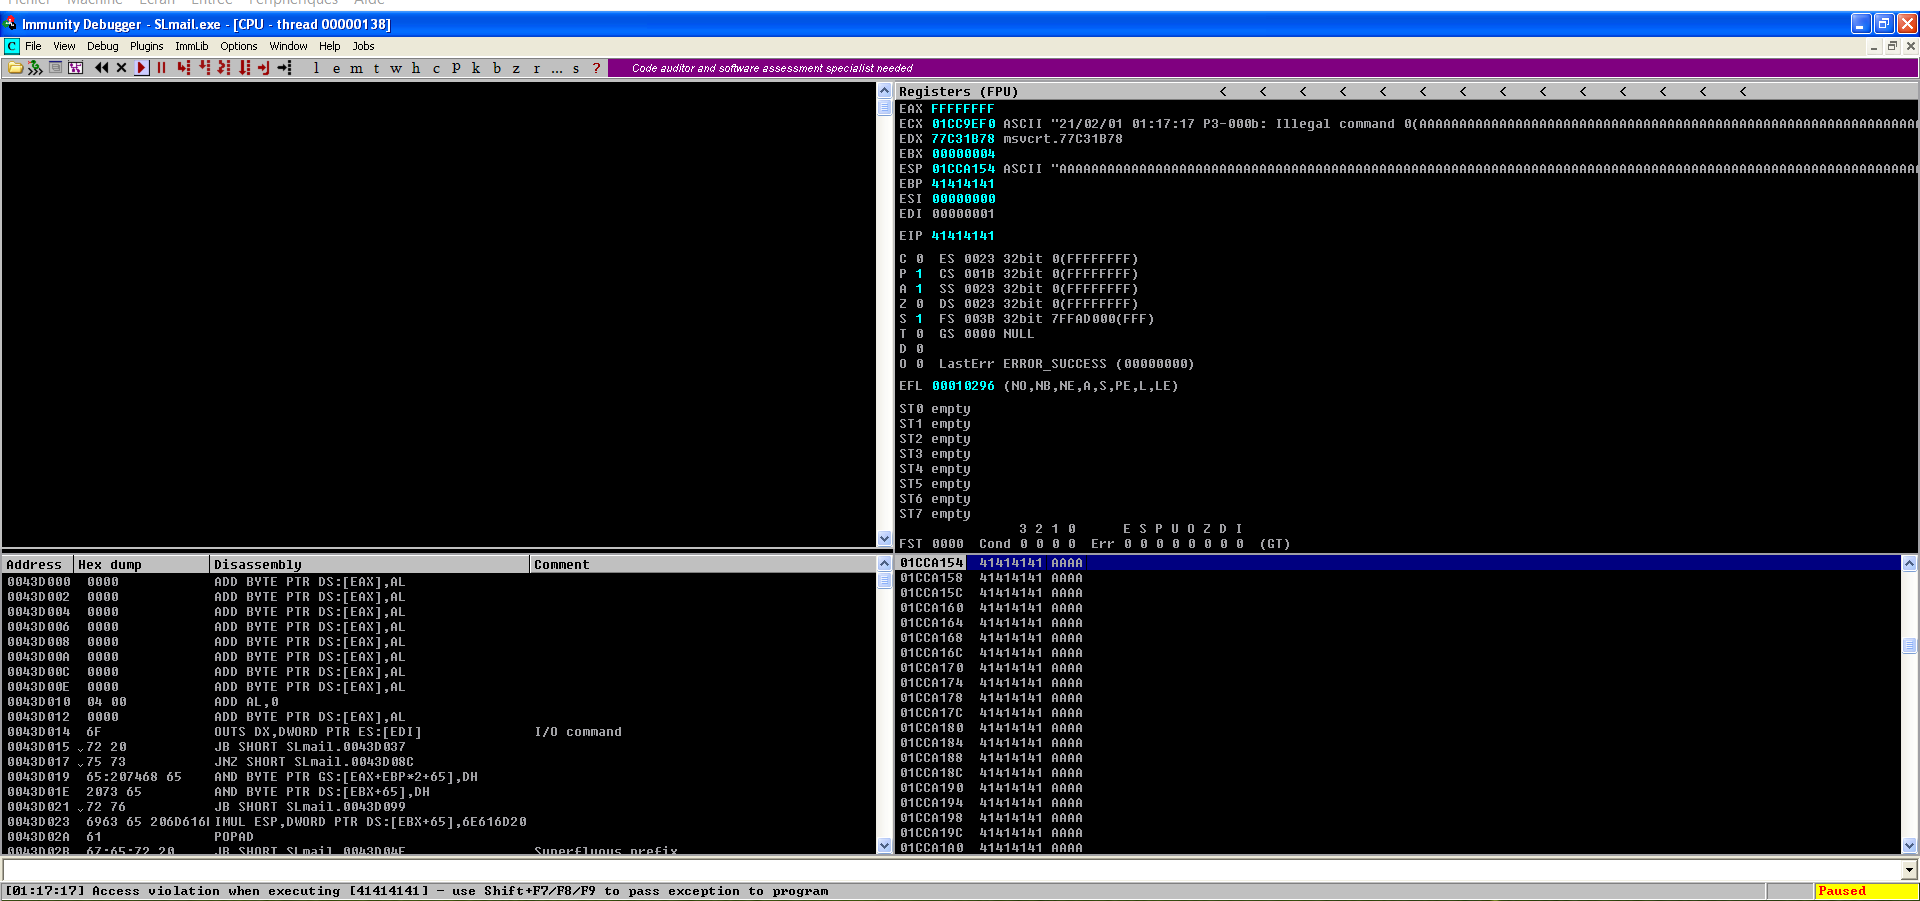 Fichier Machine Écran Entrée Périphériques Aide
Immunity Debugger - SLmail.exe - [CPU - thread 00000138]
C File View Debug Plugins ImmLib Options Window Help Jobs
l e m t w h c P k b z r ... s ? Code auditor and software assessment specialist needed
Registers (FPU) < < < < < < < < < < < < < <
EAX FFFFFFFF
ECX 01CC9EF0 ASCII "21/02/01 01:17:17 P3-000b: Illegal command 0(AAAAAAAAAAAAAAAAAAAAAAAAAAAAAAAAAAAAAAAAAAAAAAAAAAAAAAAAAAAAAA
EDX 77C31B78 msvcrt.77C31B78
EBX 00000004
ESP 01CCA154 ASCII "AAAAAAAAAAAAAAAAAAAAAAAAAAAAAAAAAAAAAAAAAAAAAAAAAAAAAAAAAAAAAAAAAAAAAAAAAAAAAAAAAAAAAAAAAAAAAAAAAAAAAAAAAAA
EBP 41414141
ESI 00000000
EDI 00000001
EIP 41414141
C 0 ES 0023 32bit 0(FFFFFFFF)
P 1 CS 001B 32bit 0(FFFFFFFF)
A 1 SS 0023 32bit 0(FFFFFFFF)
Z 0 DS 0023 32bit 0(FFFFFFFF)
S 1 FS 003B 32bit 7FFAD000(FFF)
T 0 GS 0000 NULL
D 0
O 0 LastErr ERROR_SUCCESS (00000000)
EFL 00010296 (NO,NB,NE,A,S,PE,L,LE)
ST0 empty
ST1 empty
ST2 empty
ST3 empty
ST4 empty
ST5 empty
ST6 empty
ST7 empty
3 2 1 0 E S P U O Z D I
FST 0000 Cond 0 0 0 0 Err 0 0 0 0 0 0 0 0 (GT)
Address Hex dump Disassembly Comment
0043D000 0000 ADD BYTE PTR DS:[EAX],AL
0043D002 0000 ADD BYTE PTR DS:[EAX],AL
0043D004 0000 ADD BYTE PTR DS:[EAX],AL
0043D006 0000 ADD BYTE PTR DS:[EAX],AL
0043D008 0000 ADD BYTE PTR DS:[EAX],AL
0043D00A 0000 ADD BYTE PTR DS:[EAX],AL
0043D00C 0000 ADD BYTE PTR DS:[EAX],AL
0043D00E 0000 ADD BYTE PTR DS:[EAX],AL
0043D010 04 00 ADD AL,0
0043D012 0000 ADD BYTE PTR DS:[EAX],AL
0043D014 6F OUTS DX,DWORD PTR ES:[EDI] I/O command
0043D015 72 20 JB SHORT SLmail.0043D037
0043D017 75 73 JNZ SHORT SLmail.0043D08C
0043D019 65:207468 65 AND BYTE PTR GS:[EAX+EBP*2+65],DH
0043D01E 2073 65 AND BYTE PTR DS:[EBX+65],DH
0043D021 72 76 JB SHORT SLmail.0043D099
0043D023 6963 65 206D616E IMUL ESP,DWORD PTR DS:[EBX+65],6E616D20
0043D02A 61 POPAD
0043D02B 67:65:72 20 JB SHORT SLmail.0043D04F Superfluous prefix
01CCA154 41414141 AAAA
01CCA158 41414141 AAAA
01CCA15C 41414141 AAAA
01CCA160 41414141 AAAA
01CCA164 41414141 AAAA
01CCA168 41414141 AAAA
01CCA16C 41414141 AAAA
01CCA170 41414141 AAAA
01CCA174 41414141 AAAA
01CCA178 41414141 AAAA
01CCA17C 41414141 AAAA
01CCA180 41414141 AAAA
01CCA184 41414141 AAAA
01CCA188 41414141 AAAA
01CCA18C 41414141 AAAA
01CCA190 41414141 AAAA
01CCA194 41414141 AAAA
01CCA198 41414141 AAAA
01CCA19C 41414141 AAAA
01CCA1A0 41414141 AAAA
[01:17:17] Access violation when executing [41414141] - use Shift+F7/F8/F9 to pass exception to program Paused